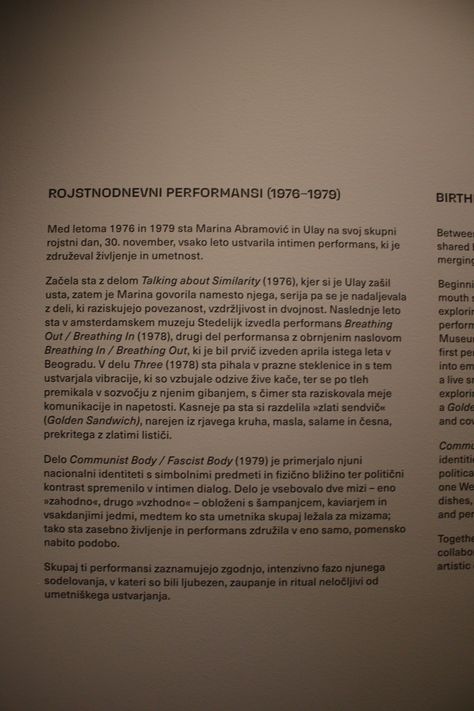 ROJSTNODNEVNI PERFORMANSI (1976–1979)
Med letoma 1976 in 1979 sta Marina Abramović in Ulay na svoj skupni
rojstni dan, 30. november, vsako leto ustvarila intimen performans, ki je
združeval življenje in umetnost.
Začela sta z delom Talking about Similarity (1976), kjer si je Ulay zašil
usta, zatem je Marina govorila namesto njega, serija pa se je nadaljevala
z deli, ki raziskujejo povezanost, vzdržljivost in dvojnost. Naslednje leto
sta v amsterdamskem muzeju Stedelijk izvedla performans Breathing
Out / Breathing In (1978), drugi del performansa z obrnjenim naslovom
Breathing In / Breathing Out, ki je bil prvič izveden aprila istega leta v
Beogradu. V delu Three (1978) sta pihala v prazne steklenice in s tem
ustvarjala vibracije, ki so vzbujale odzive žive kače, ter se po tleh
premikala v sozvočju z njenim gibanjem, s čimer sta raziskovala meje
komunikacije in napetosti. Kasneje pa sta si razdelila »zlati sendvič«
(Golden Sandwich), narejen iz rjavega kruha, masla, salame in česna,
prekritega z zlatimi lističi.
Delo Communist Body / Fascist Body (1979) je primerjalo njuni
nacionalni identiteti s simbolnimi predmeti in fizično bližino ter politični
kontrast spremenilo v intimen dialog. Delo je vsebovalo dve mizi – eno
»zahodno«, drugo »vzhodno« – obloženi s šampanjcem, kaviarjem in
vsakdanjimi jedmi, medtem ko sta umetnika skupaj ležala za mizama;
tako sta zasebno življenje in performans združila v eno samo, pomensko
nabito podobo.
Skupaj ti performansi zaznamujejo zgodnjo, intenzivno fazo njunega
sodelovanja, v kateri so bili ljubezen, zaupanje in ritual neločljivi od
umetniškega ustvarjanja.
BIRTH
Betwee
shared
merging
Beginni
mouth s
explorin
perform
Museu
first pe
into em
a live s
explorin
a Golde
and cov
Commu
identiti
politica
one We
dishes,
and per
Togethe
collabo
artistic